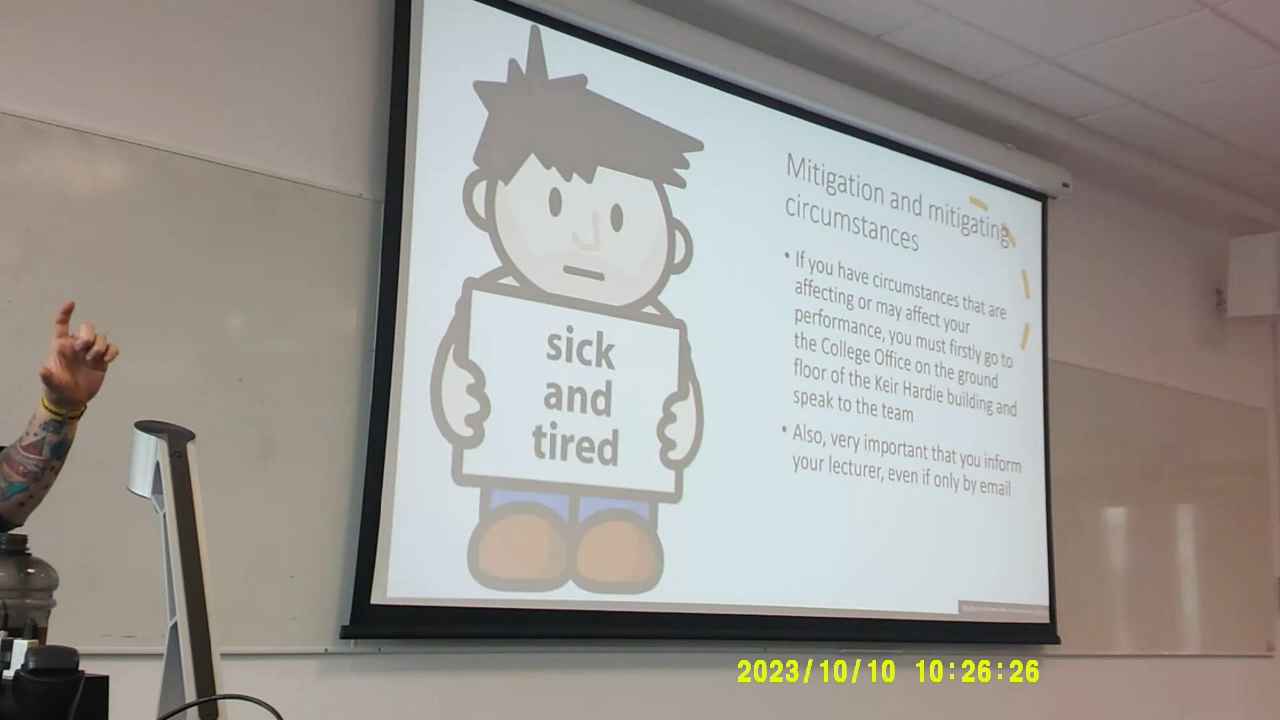 sick
and
tired
Mitigation and mitigating
circumstances
• If you have circumstances that are
affecting or may affect your
performance, you must firstly go to
the College Office on the ground
floor of the Keir Hardie building and
speak to the team
• Also, very important that you inform
your lecturer, even if only by email
2023/10/10 10:26:26